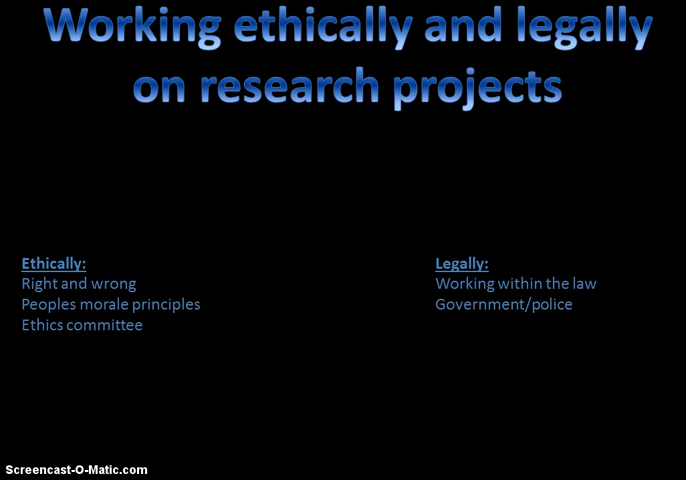 Working ethically and legally
on research projects
Ethically:
Right and wrong
Peoples morale principles
Ethics committee
Legally:
Working within the law
Government/police
Screencast-O-Matic.com